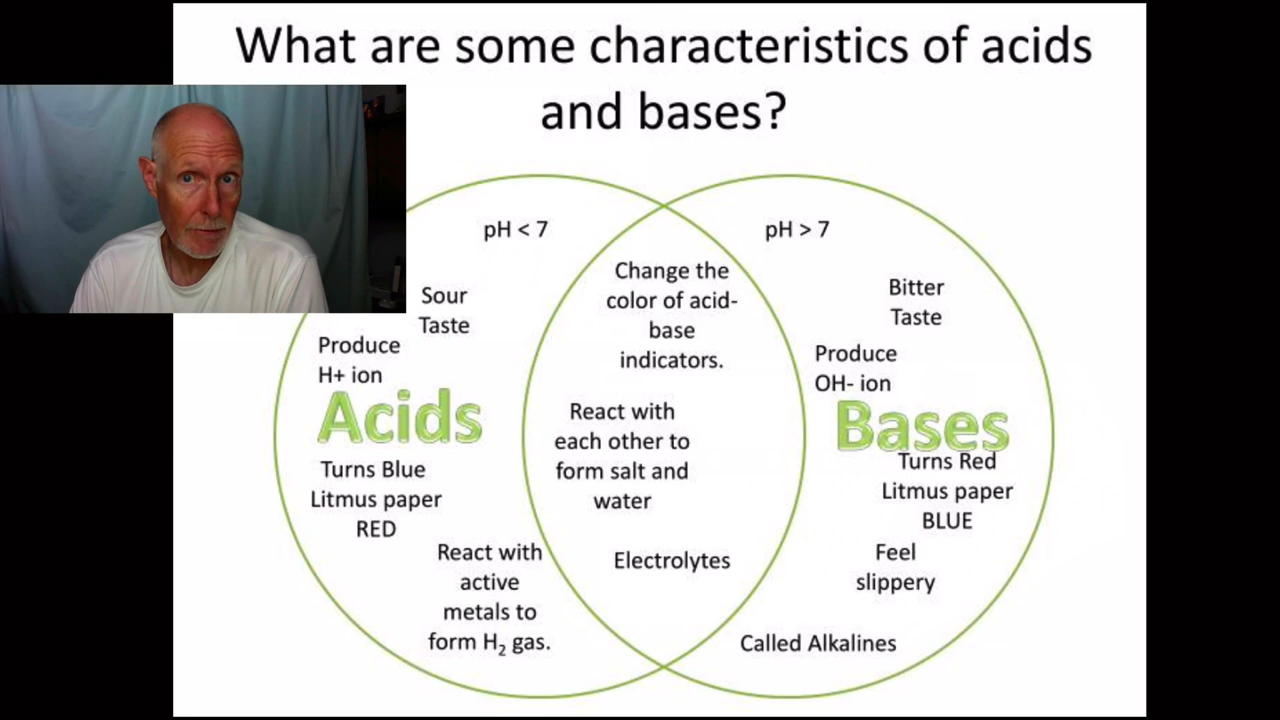 What are some characteristics of acids
and bases?
pH < 7
Sour
Taste
Produce
H+ ion
Acids
Turns Blue
Litmus paper
RED
React with
active
metals to
form H₂ gas.
Change the
color of acid-
base
indicators.
React with
each other to
form salt and
water
Electrolytes
pH > 7
Bitter
Taste
Produce
OH- ion
Bases
Turns Red
Litmus paper
BLUE
Feel
slippery
Called Alkalines